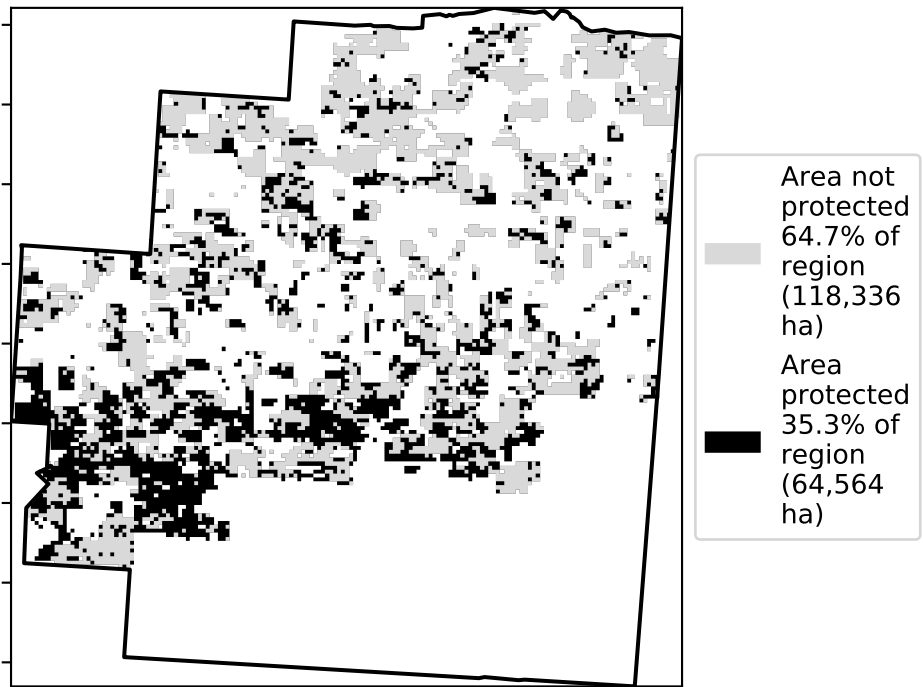 Area not
protected
64.7% of
region
(118,336
ha)
Area
protected
35.3% of
region
(64,564
ha)